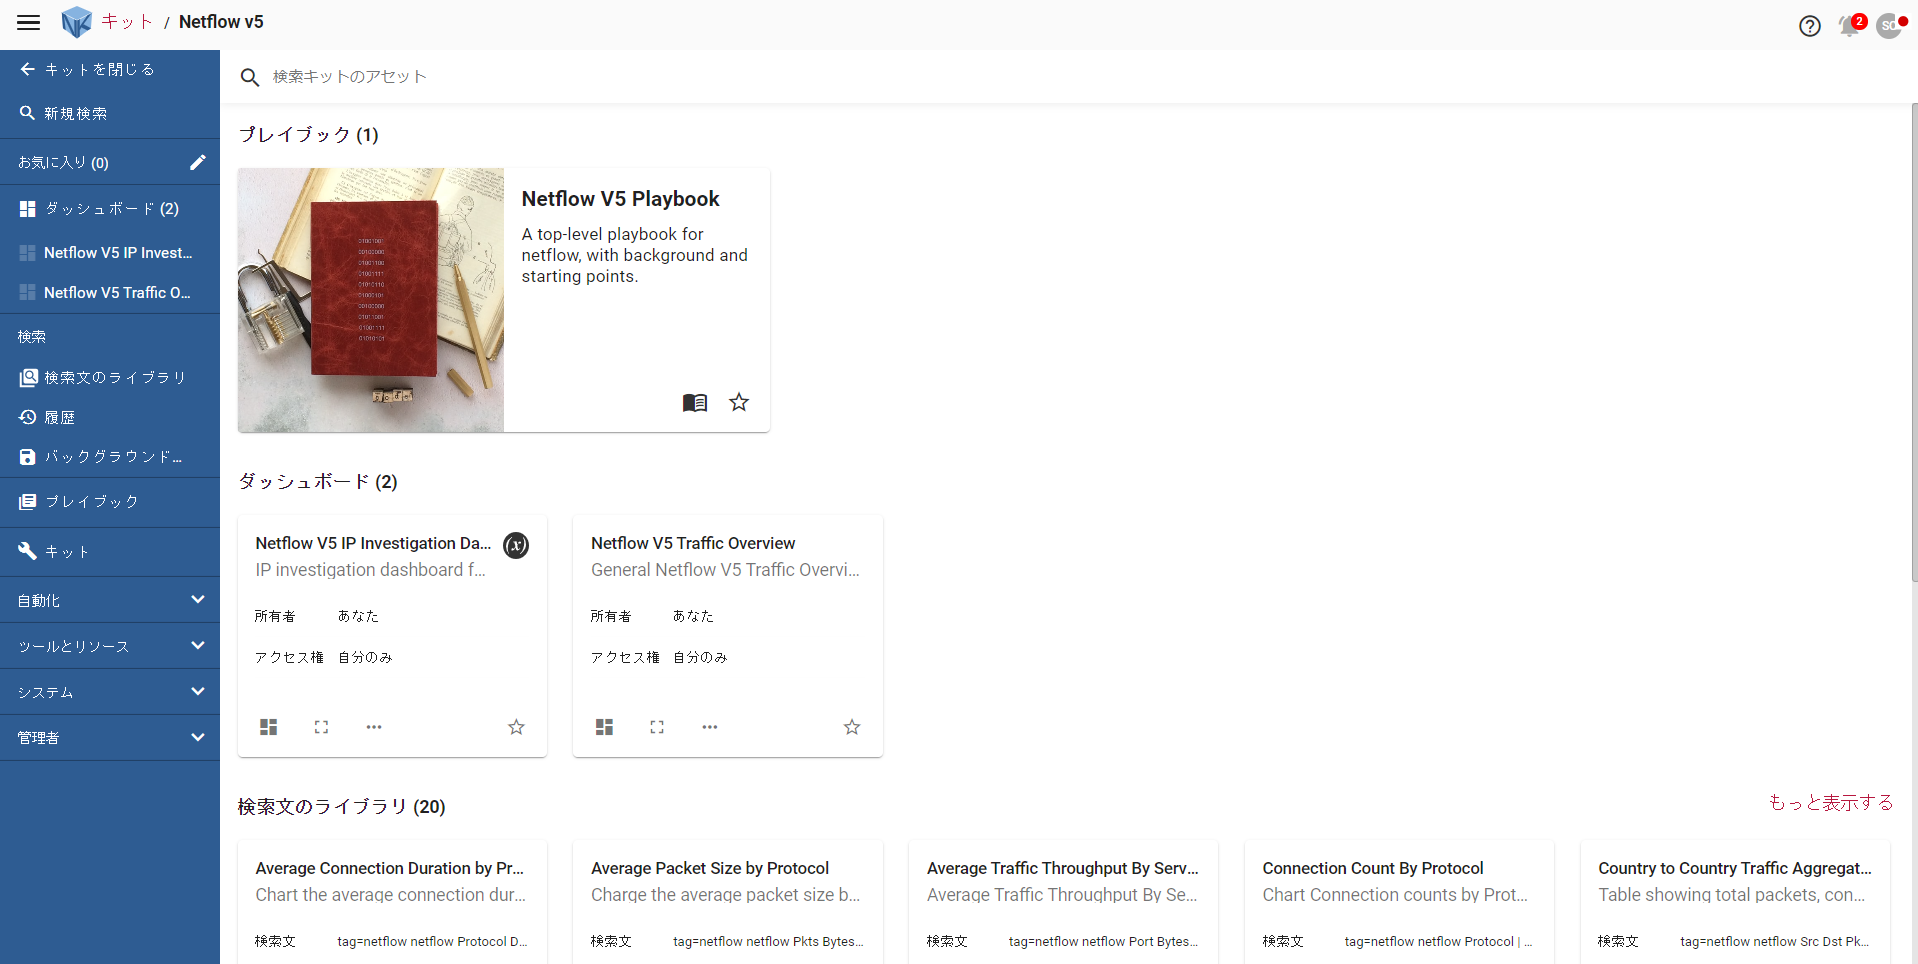 キット / Netflow v5
2
SC
キットを閉じる
新規検索
お気に入り (0)
ダッシュボード (2)
Netflow V5 IP Invest...
Netflow V5 Traffic O...
検索
検索文のライブラリ
履歴
バックグラウンド...
プレイブック
キット
自動化
ツールとリソース
システム
管理者
検索キットのアセット
プレイブック (1)
01001001
00100000
01001100
01001111
01010110
01000101
00100000
01011001
01001111
01010101
Netflow V5 Playbook
A top-level playbook for
netflow, with background and
starting points.
ダッシュボード (2)
Netflow V5 IP Investigation Da...
(x)
IP investigation dashboard f...
所有者 あなた
アクセス権 自分のみ
Netflow V5 Traffic Overview
General Netflow V5 Traffic Overvi...
所有者 あなた
アクセス権 自分のみ
検索文のライブラリ (20)
もっと表示する
Average Connection Duration by Pr...
Chart the average connection dur...
検索文 tag=netflow netflow Protocol D...
Average Packet Size by Protocol
Charge the average packet size b...
検索文 tag=netflow netflow Pkts Bytes...
Average Traffic Throughput By Serv...
Average Traffic Throughput By Se...
検索文 tag=netflow netflow Port Bytes...
Connection Count By Protocol
Chart Connection counts by Prot...
検索文 tag=netflow netflow Protocol | ...
Country to Country Traffic Aggregat...
Table showing total packets, con...
検索文 tag=netflow netflow Src Dst Pk...